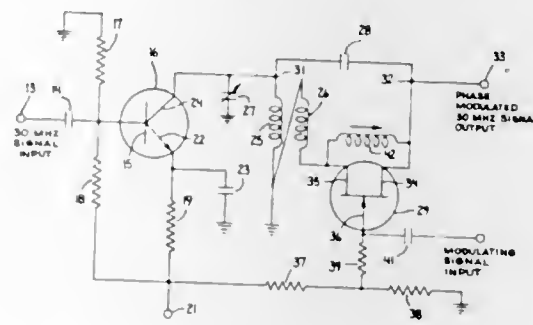 17
16
28
33
13
14
24
27
31
32
PHASE
MODULATED
30 MHZ SIGNAL
OUTPUT
30 MHZ
SIGNAL
INPUT
15
22
25
26
42
23
35
34
18
19
29
36
41
MODULATING
SIGNAL
INPUT
37
39
38
21